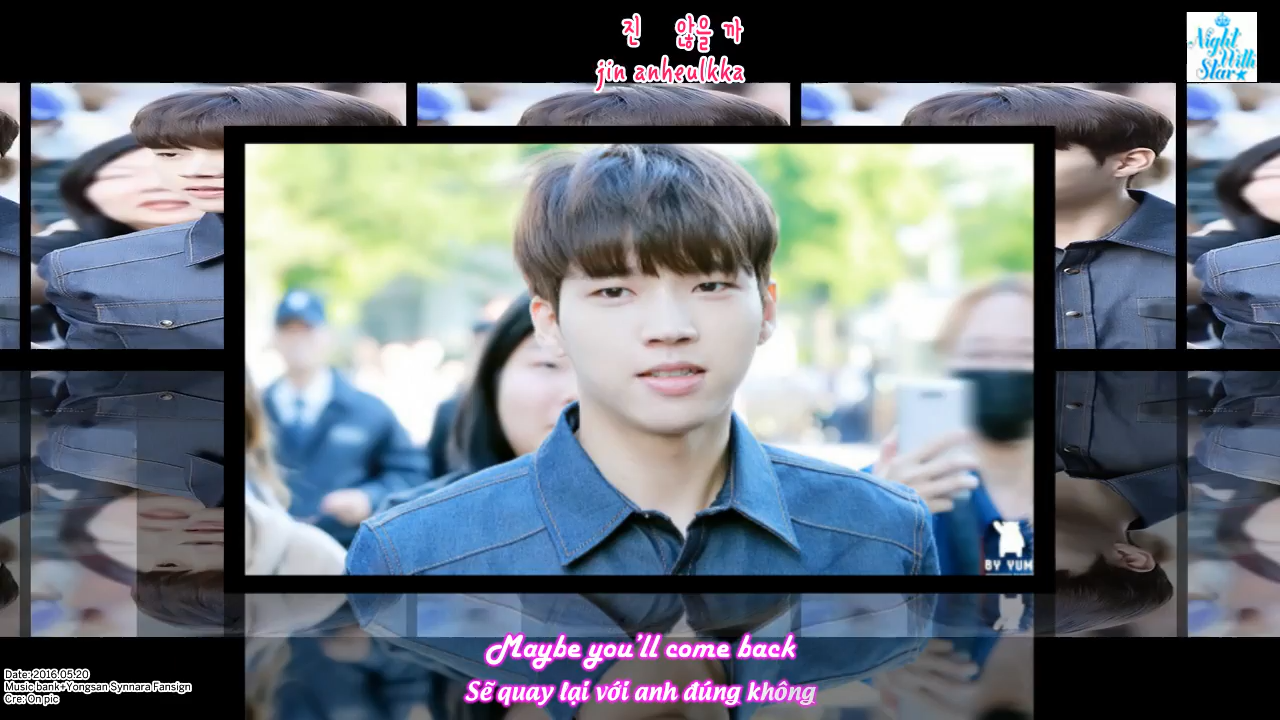 진 않을 까
jin anheulkka
Night
With
Star
BY YUM
Maybe you'll come back
Sẽ quay lại với anh đúng không
Date: 2016.05.20
Music bank+Yongsan Synnara Fansign
Cre: On pic